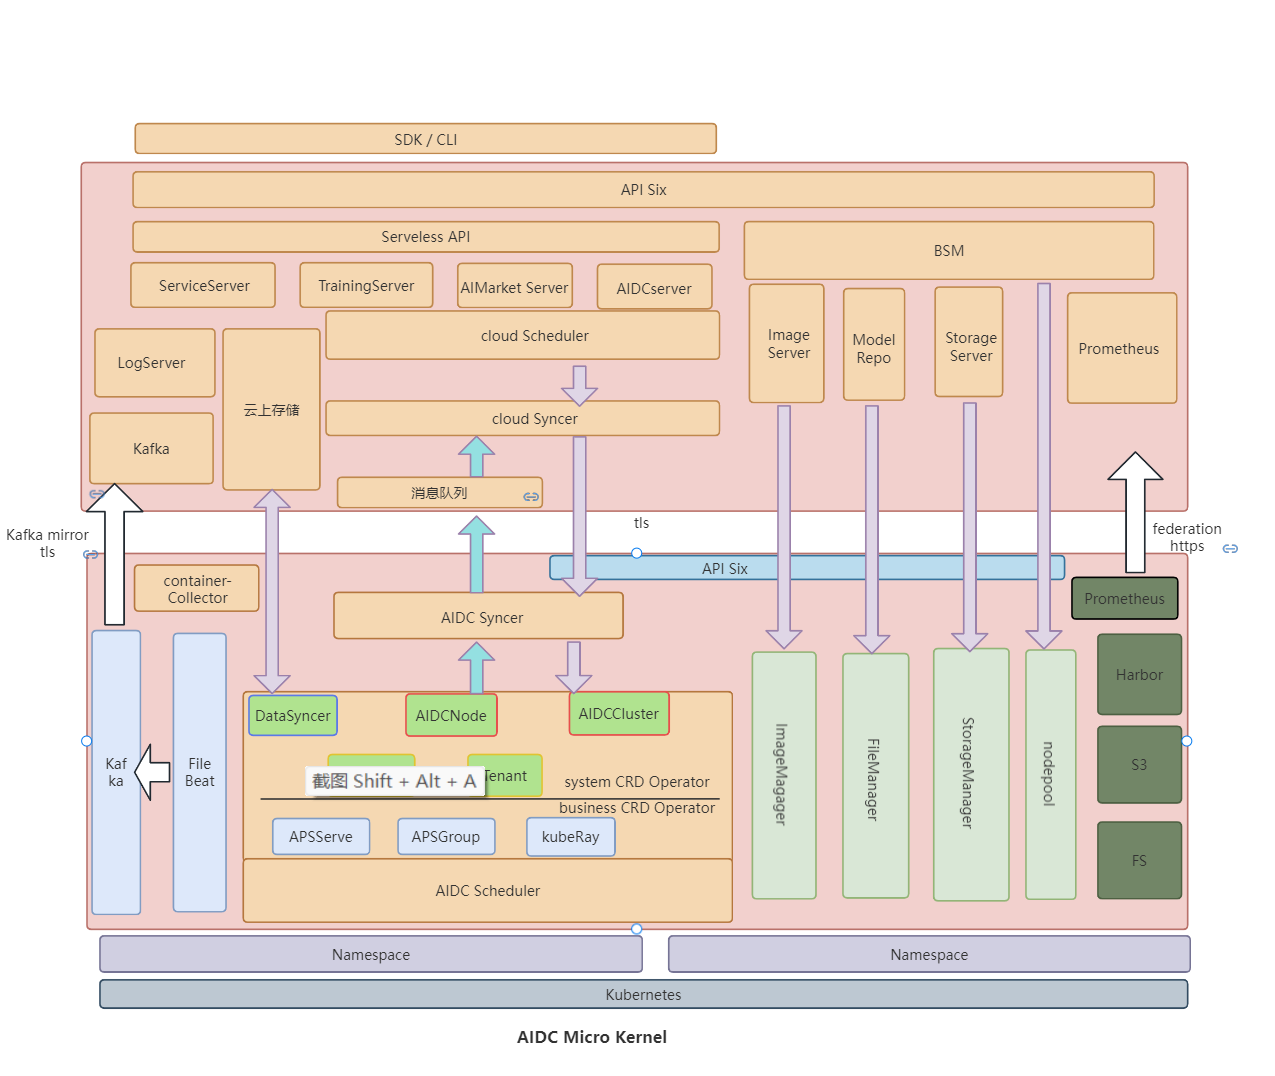 SDK / CLI
API Six
Serveless API
BSM
ServiceServer
TrainingServer
AIMarket Server
AIDCserver
cloud Scheduler
Image
Server
Model
Repo
Storage
Server
Prometheus
LogServer
云上存储
cloud Syncer
Kafka
消息队列
Kafka mirror
tls
tls
federation
https
API Six
container-
Collector
AIDC Syncer
Prometheus
Harbor
S3
FS
DataSyncer
AIDCNode
AIDCCluster
Kaf
ka
File
Beat
截图 Shift + Alt + A
Tenant
system CRD Operator
business CRD Operator
APSServe
APSGroup
kubeRay
AIDC Scheduler
ImageMagager
FileManager
StorageManager
nodepool
Namespace
Namespace
Kubernetes
AIDC Micro Kernel